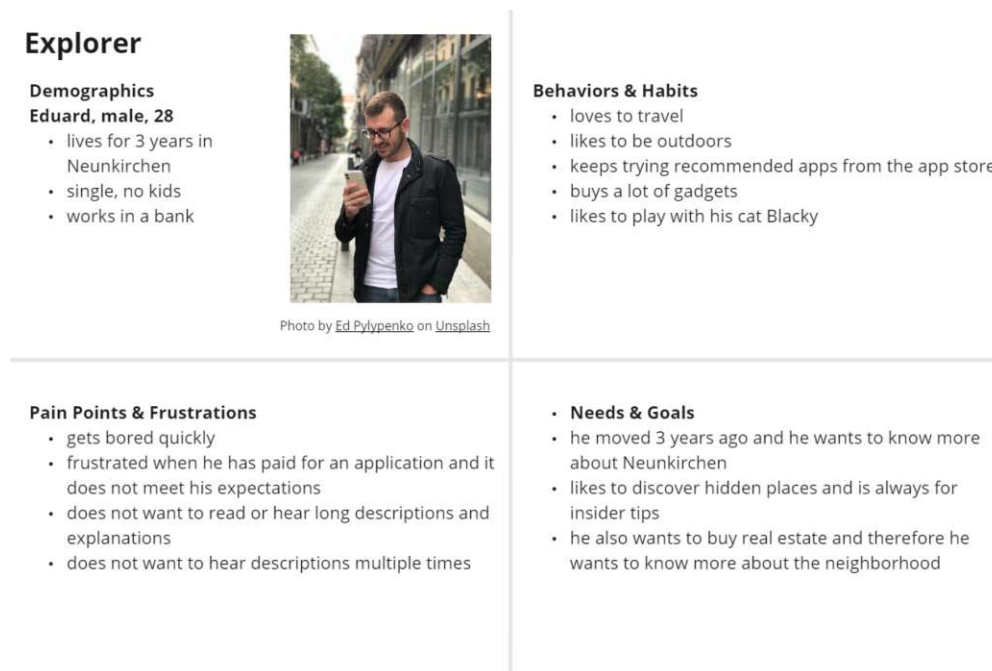 Explorer
Demographics
Eduard, male, 28
• lives for 3 years in
Neunkirchen
• single, no kids
• works in a bank
Photo by Ed Pylypenko on Unsplash
Behaviors & Habits
• loves to travel
• likes to be outdoors
• keeps trying recommended apps from the app store
• buys a lot of gadgets
• likes to play with his cat Blacky
Pain Points & Frustrations
• gets bored quickly
• frustrated when he has paid for an application and it
does not meet his expectations
• does not want to read or hear long descriptions and
explanations
• does not want to hear descriptions multiple times
• Needs & Goals
• he moved 3 years ago and he wants to know more
about Neunkirchen
• likes to discover hidden places and is always for
insider tips
• he also wants to buy real estate and therefore he
wants to know more about the neighborhood